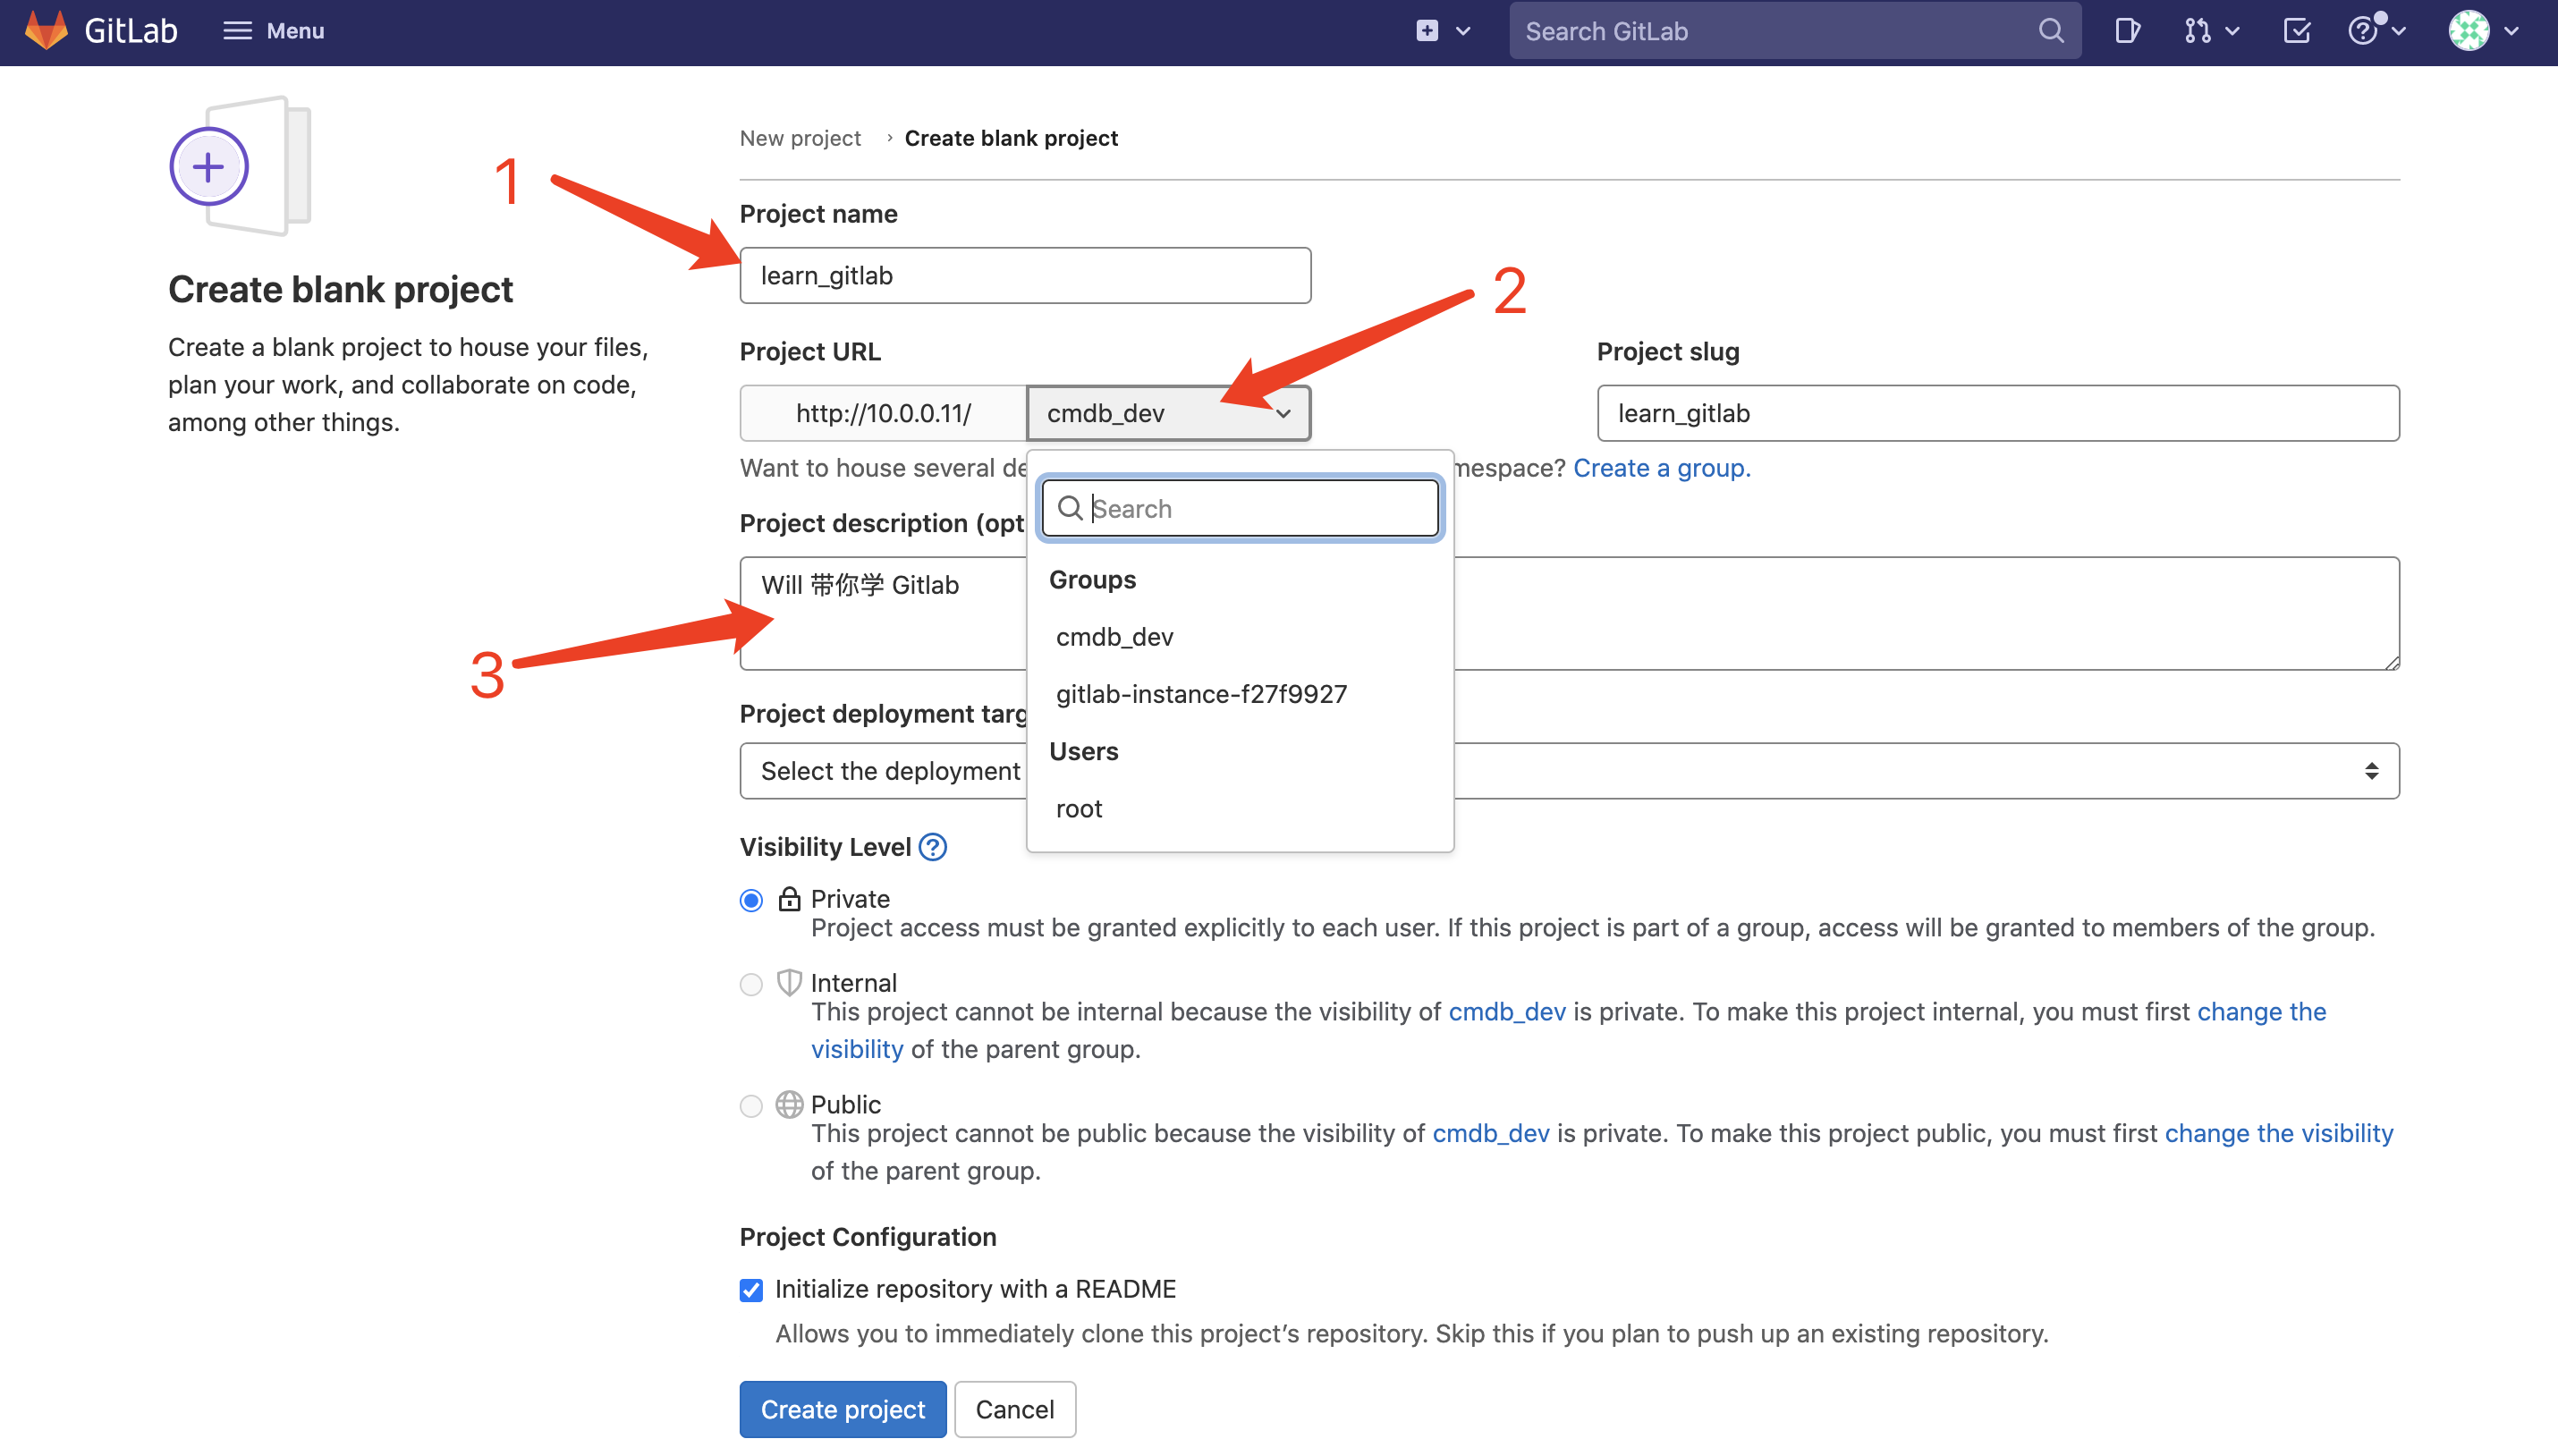 GitLab
Menu
Search GitLab
New project › Create blank project
1
Project name
Create blank project
learn_gitlab
2
Create a blank project to house your files,
plan your work, and collaborate on code,
among other things.
Project URL
Project slug
http://10.0.0.11/
cmdb_dev
learn_gitlab
Want to house several de
mespace? Create a group.
Search
Project description (opt
Groups
Will 带你学 Gitlab
cmdb_dev
3
gitlab-instance-f27f9927
Project deployment targ
Users
Select the deployment
root
Visibility Level
Private
Project access must be granted explicitly to each user. If this project is part of a group, access will be granted to members of the group.
Internal
This project cannot be internal because the visibility of cmdb_dev is private. To make this project internal, you must first change the
visibility of the parent group.
Public
This project cannot be public because the visibility of cmdb_dev is private. To make this project public, you must first change the visibility
of the parent group.
Project Configuration
Initialize repository with a README
Allows you to immediately clone this project’s repository. Skip this if you plan to push up an existing repository.
Create project
Cancel